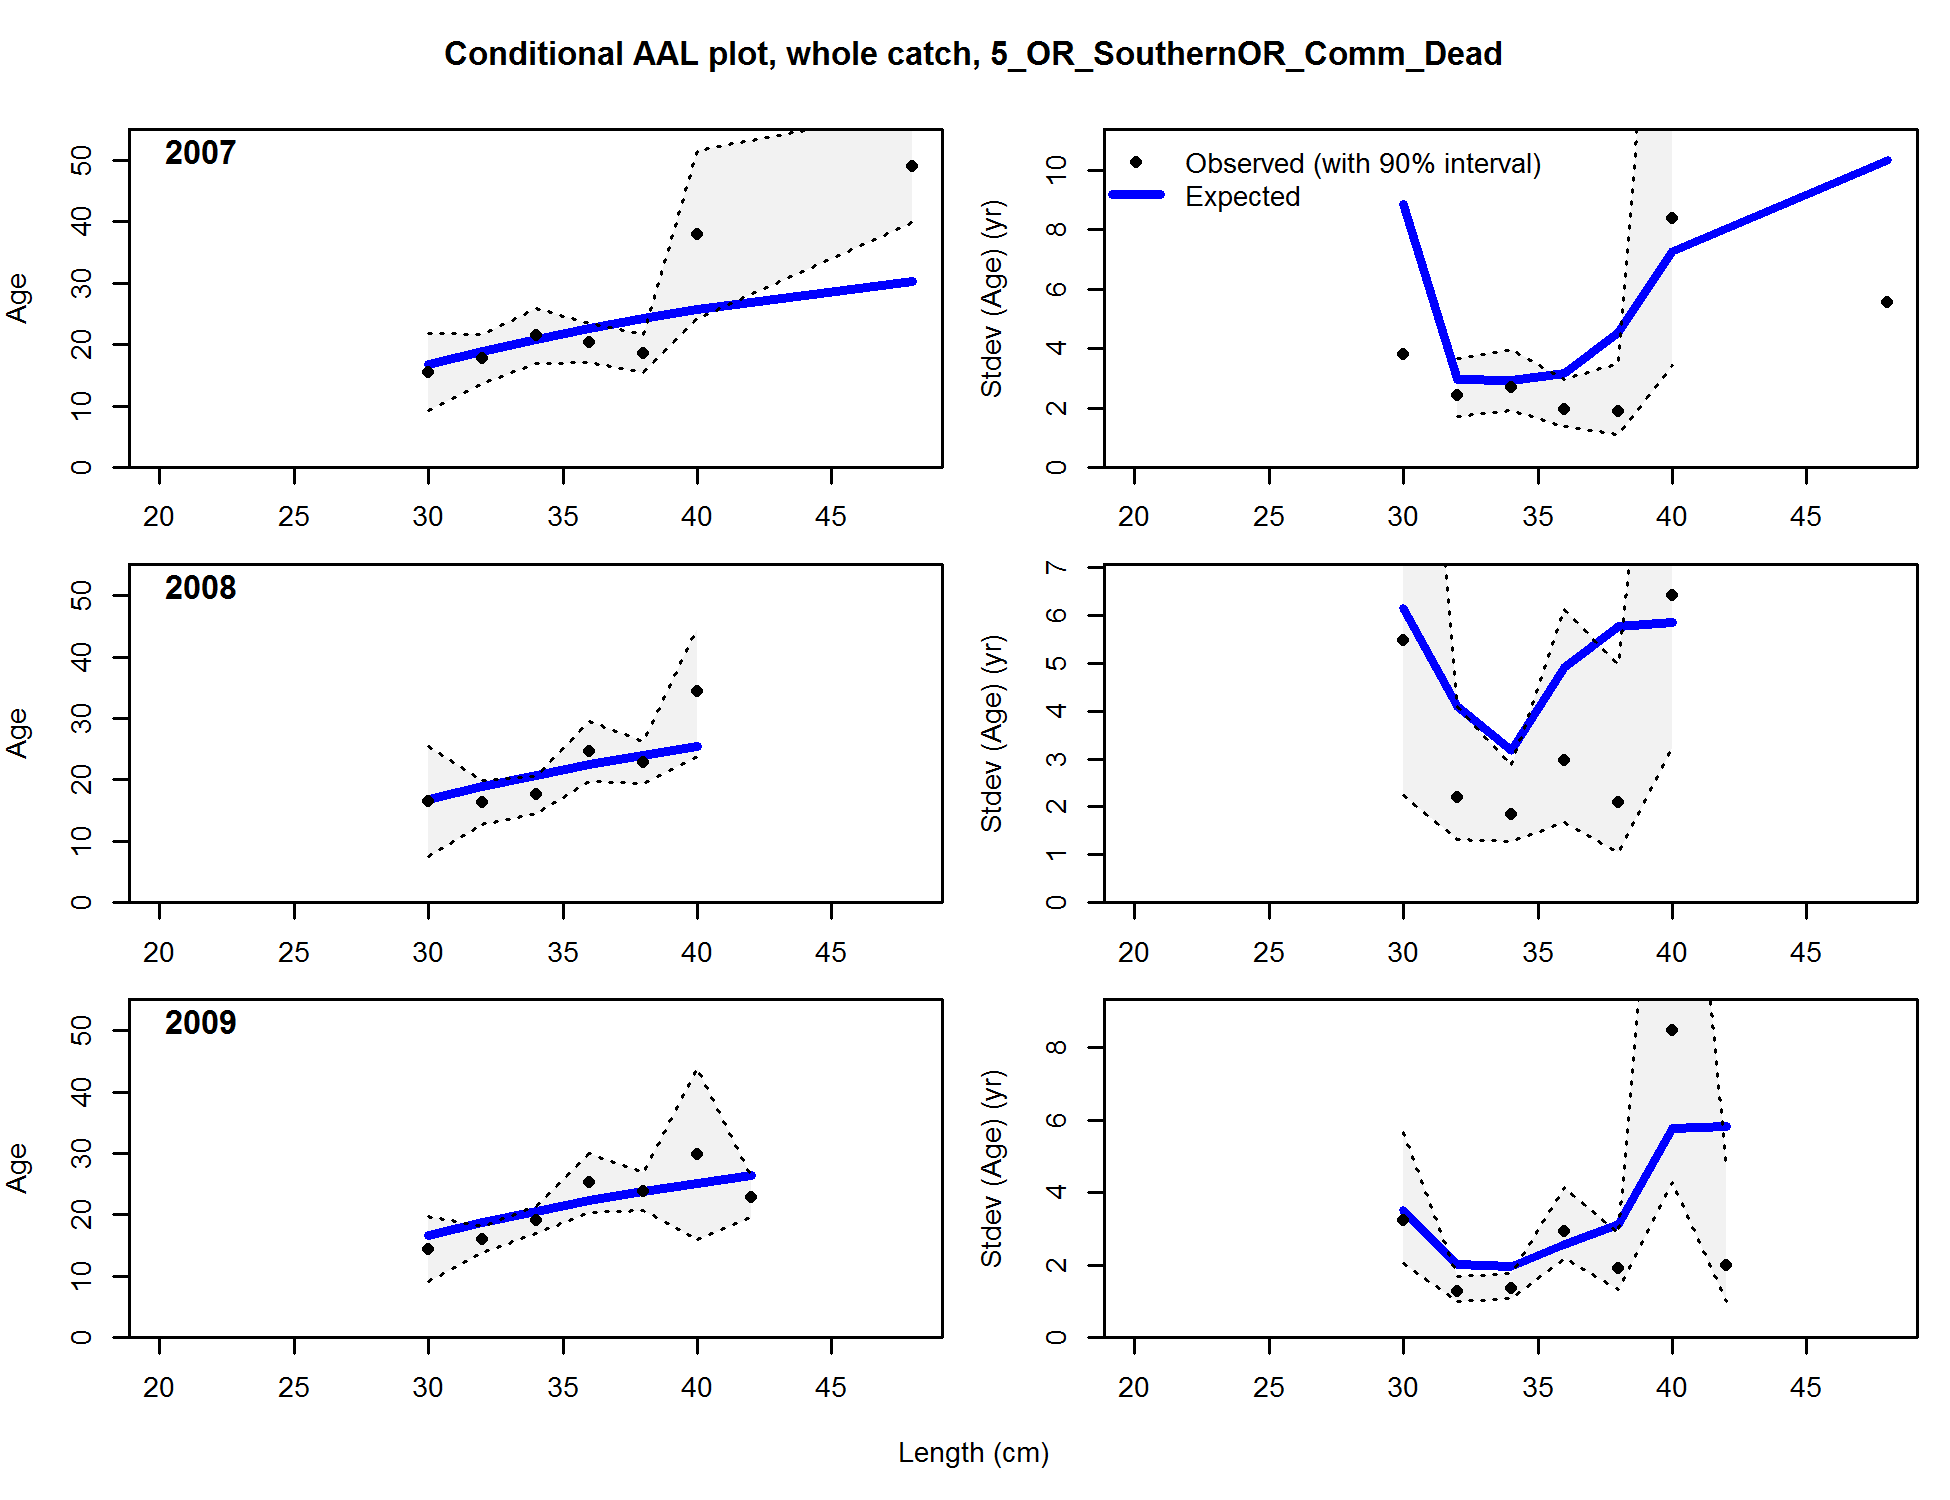 Conditional AAL plot, whole catch, 5_OR_SouthernOR_Comm_Dead
2007
Age
0 10 20 30 40 50
20 25 30 35 40 45
Observed (with 90% interval)
Expected
Stdev (Age) (yr)
0 2 4 6 8 10
20 25 30 35 40 45
2008
Age
0 10 20 30 40 50
20 25 30 35 40 45
Stdev (Age) (yr)
0 1 2 3 4 5 6 7
20 25 30 35 40 45
2009
Age
0 10 20 30 40 50
20 25 30 35 40 45
Stdev (Age) (yr)
0 2 4 6 8
20 25 30 35 40 45
Length (cm)